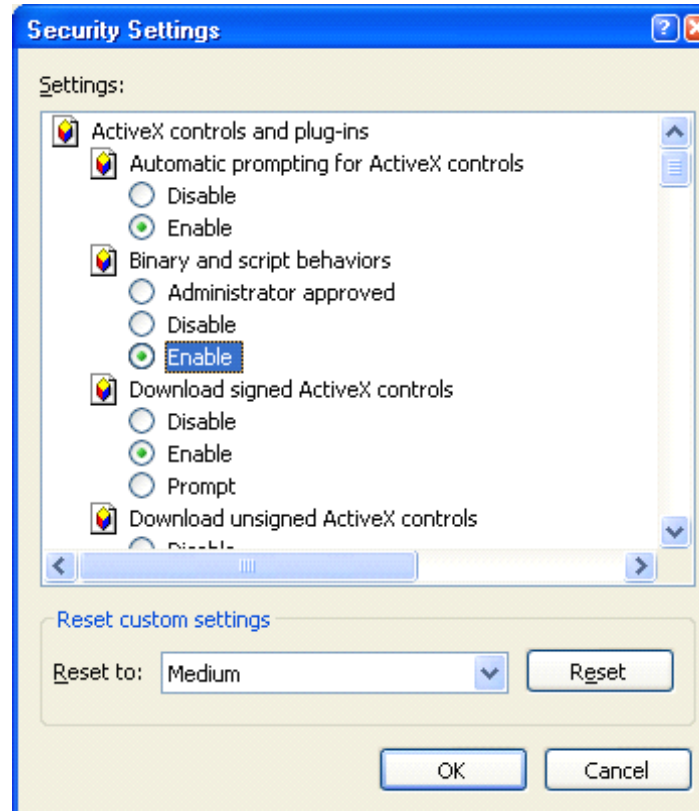 Security Settings
Settings:
ActiveX controls and plug-ins
Automatic prompting for ActiveX controls
Disable
Enable
Binary and script behaviors
Administrator approved
Disable
Enable
Download signed ActiveX controls
Disable
Enable
Prompt
Download unsigned ActiveX controls
Disable
Reset custom settings
Reset to: Medium Reset
OK Cancel